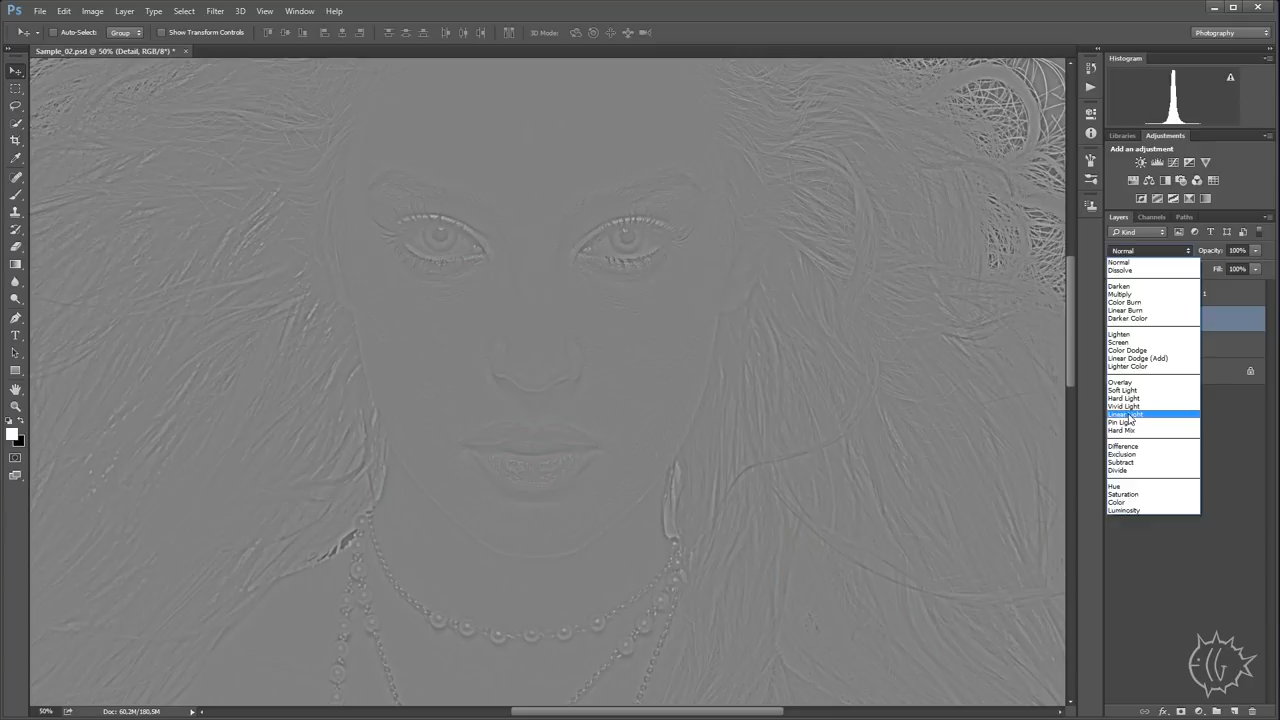 Ps File Edit Image Layer Type Select Filter 3D View Window Help
Auto-Select: Group Show Transform Controls 3D Mode: Photography
Sample_02.psd @ 50% (Detail, RGB/8*) * ×
Histogram
Libraries Adjustments
Add an adjustment
Layers Channels Paths
Kind
Normal Opacity: 100%
Fill: 100%
Normal
Dissolve
1
Darken
Multiply
Color Burn
Linear Burn
Darker Color
Lighten
Screen
Color Dodge
Linear Dodge (Add)
Lighter Color
Overlay
Soft Light
Hard Light
Vivid Light
Linear Light
Pin Light
Hard Mix
Difference
Exclusion
Subtract
Divide
Hue
Saturation
Color
Luminosity
50% Doc: 60,2M/180,5M
CG
fx